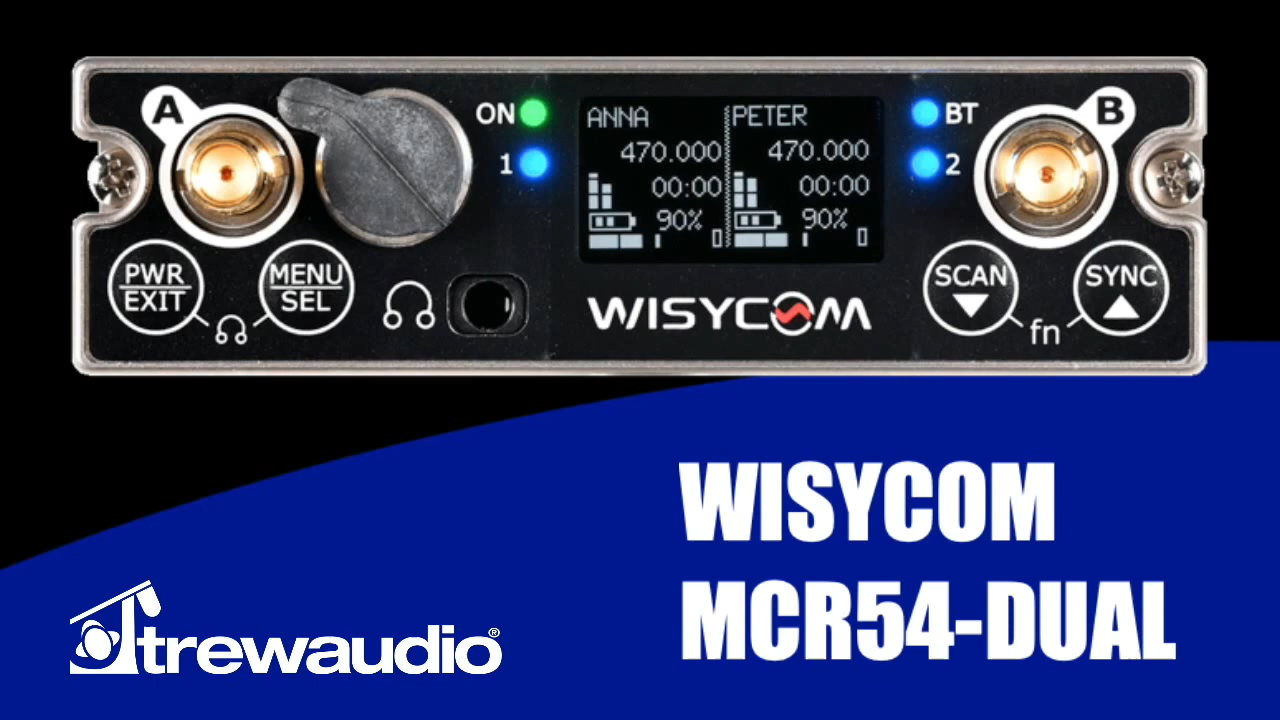 A
B
ON
BT
1
2
ANNA
PETER
470.000
470.000
00:00
00:00
90%
90%
PWR
EXIT
MENU
SEL
SCAN
SYNC
fn
WISYCOM
WISYCOM
MCR54-DUAL
trewaudio®